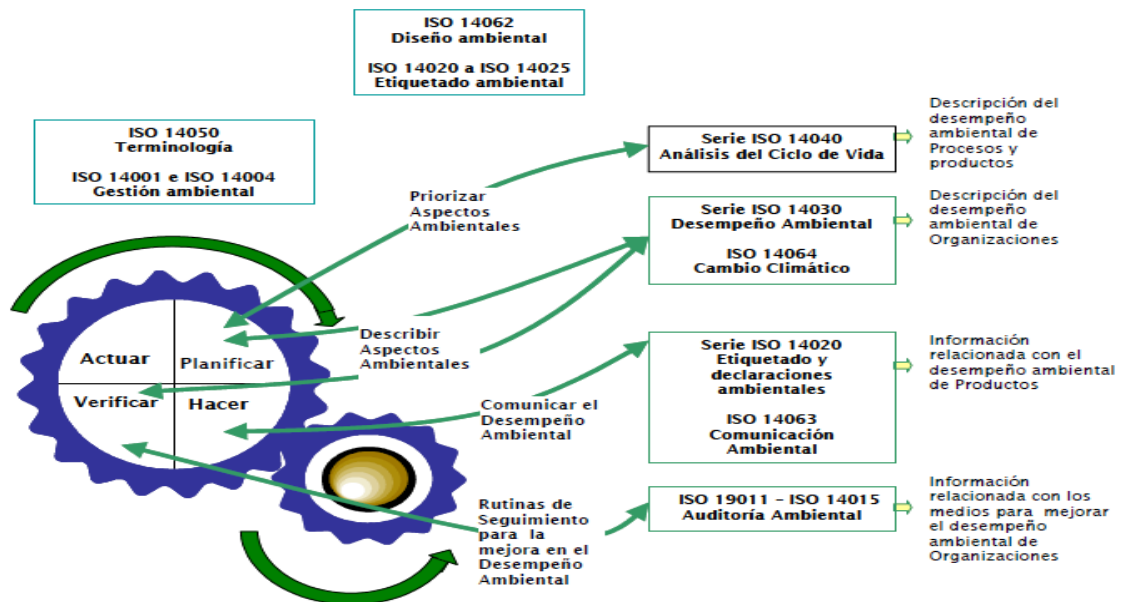 ISO 14062
Diseño ambiental
ISO 14020 a ISO 14025
Etiquetado ambiental
ISO 14050
Terminología
ISO 14001 e ISO 14004
Gestión ambiental
Priorizar
Aspectos
Ambientales
Serie ISO 14040
Análisis del Ciclo de Vida
Descripción del
desempeño
ambiental de
Procesos y
productos
Serie ISO 14030
Desempeño Ambiental
ISO 14064
Cambio Climático
Descripción del
desempeño
ambiental de
Organizaciones
Actuar
Planificar
Verificar
Hacer
Describir
Aspectos
Ambientales
Serie ISO 14020
Etiquetado y
declaraciones
ambientales
ISO 14063
Comunicación
Ambiental
Información
relacionada con el
desempeño ambiental
de Productos
Comunicar el
Desempeño
Ambiental
Rutinas de
Seguimiento
para la
mejora en el
Desempeño
Ambiental
ISO 19011 – ISO 14015
Auditoría Ambiental
Información
relacionada con los
medios para mejorar
el desempeño
ambiental de
Organizaciones